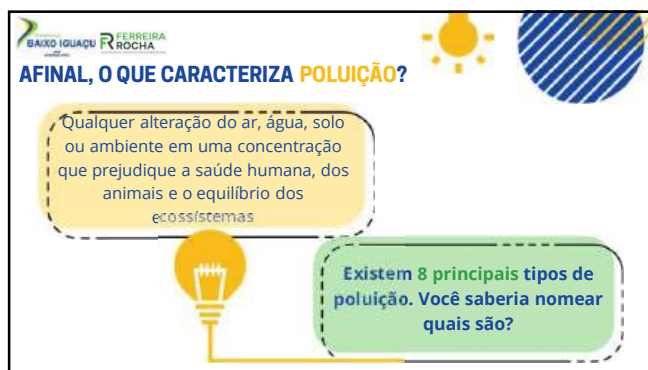 BAIXO IGUAÇU
FERREIRA
ROCHA
AFINAL, O QUE CARACTERIZA POLUIÇÃO?
Qualquer alteração do ar, água, solo
ou ambiente em uma concentração
que prejudique a saúde humana, dos
animais e o equilíbrio dos
ecossistemas
Existem 8 principais tipos de
poluição. Você saberia nomear
quais são?